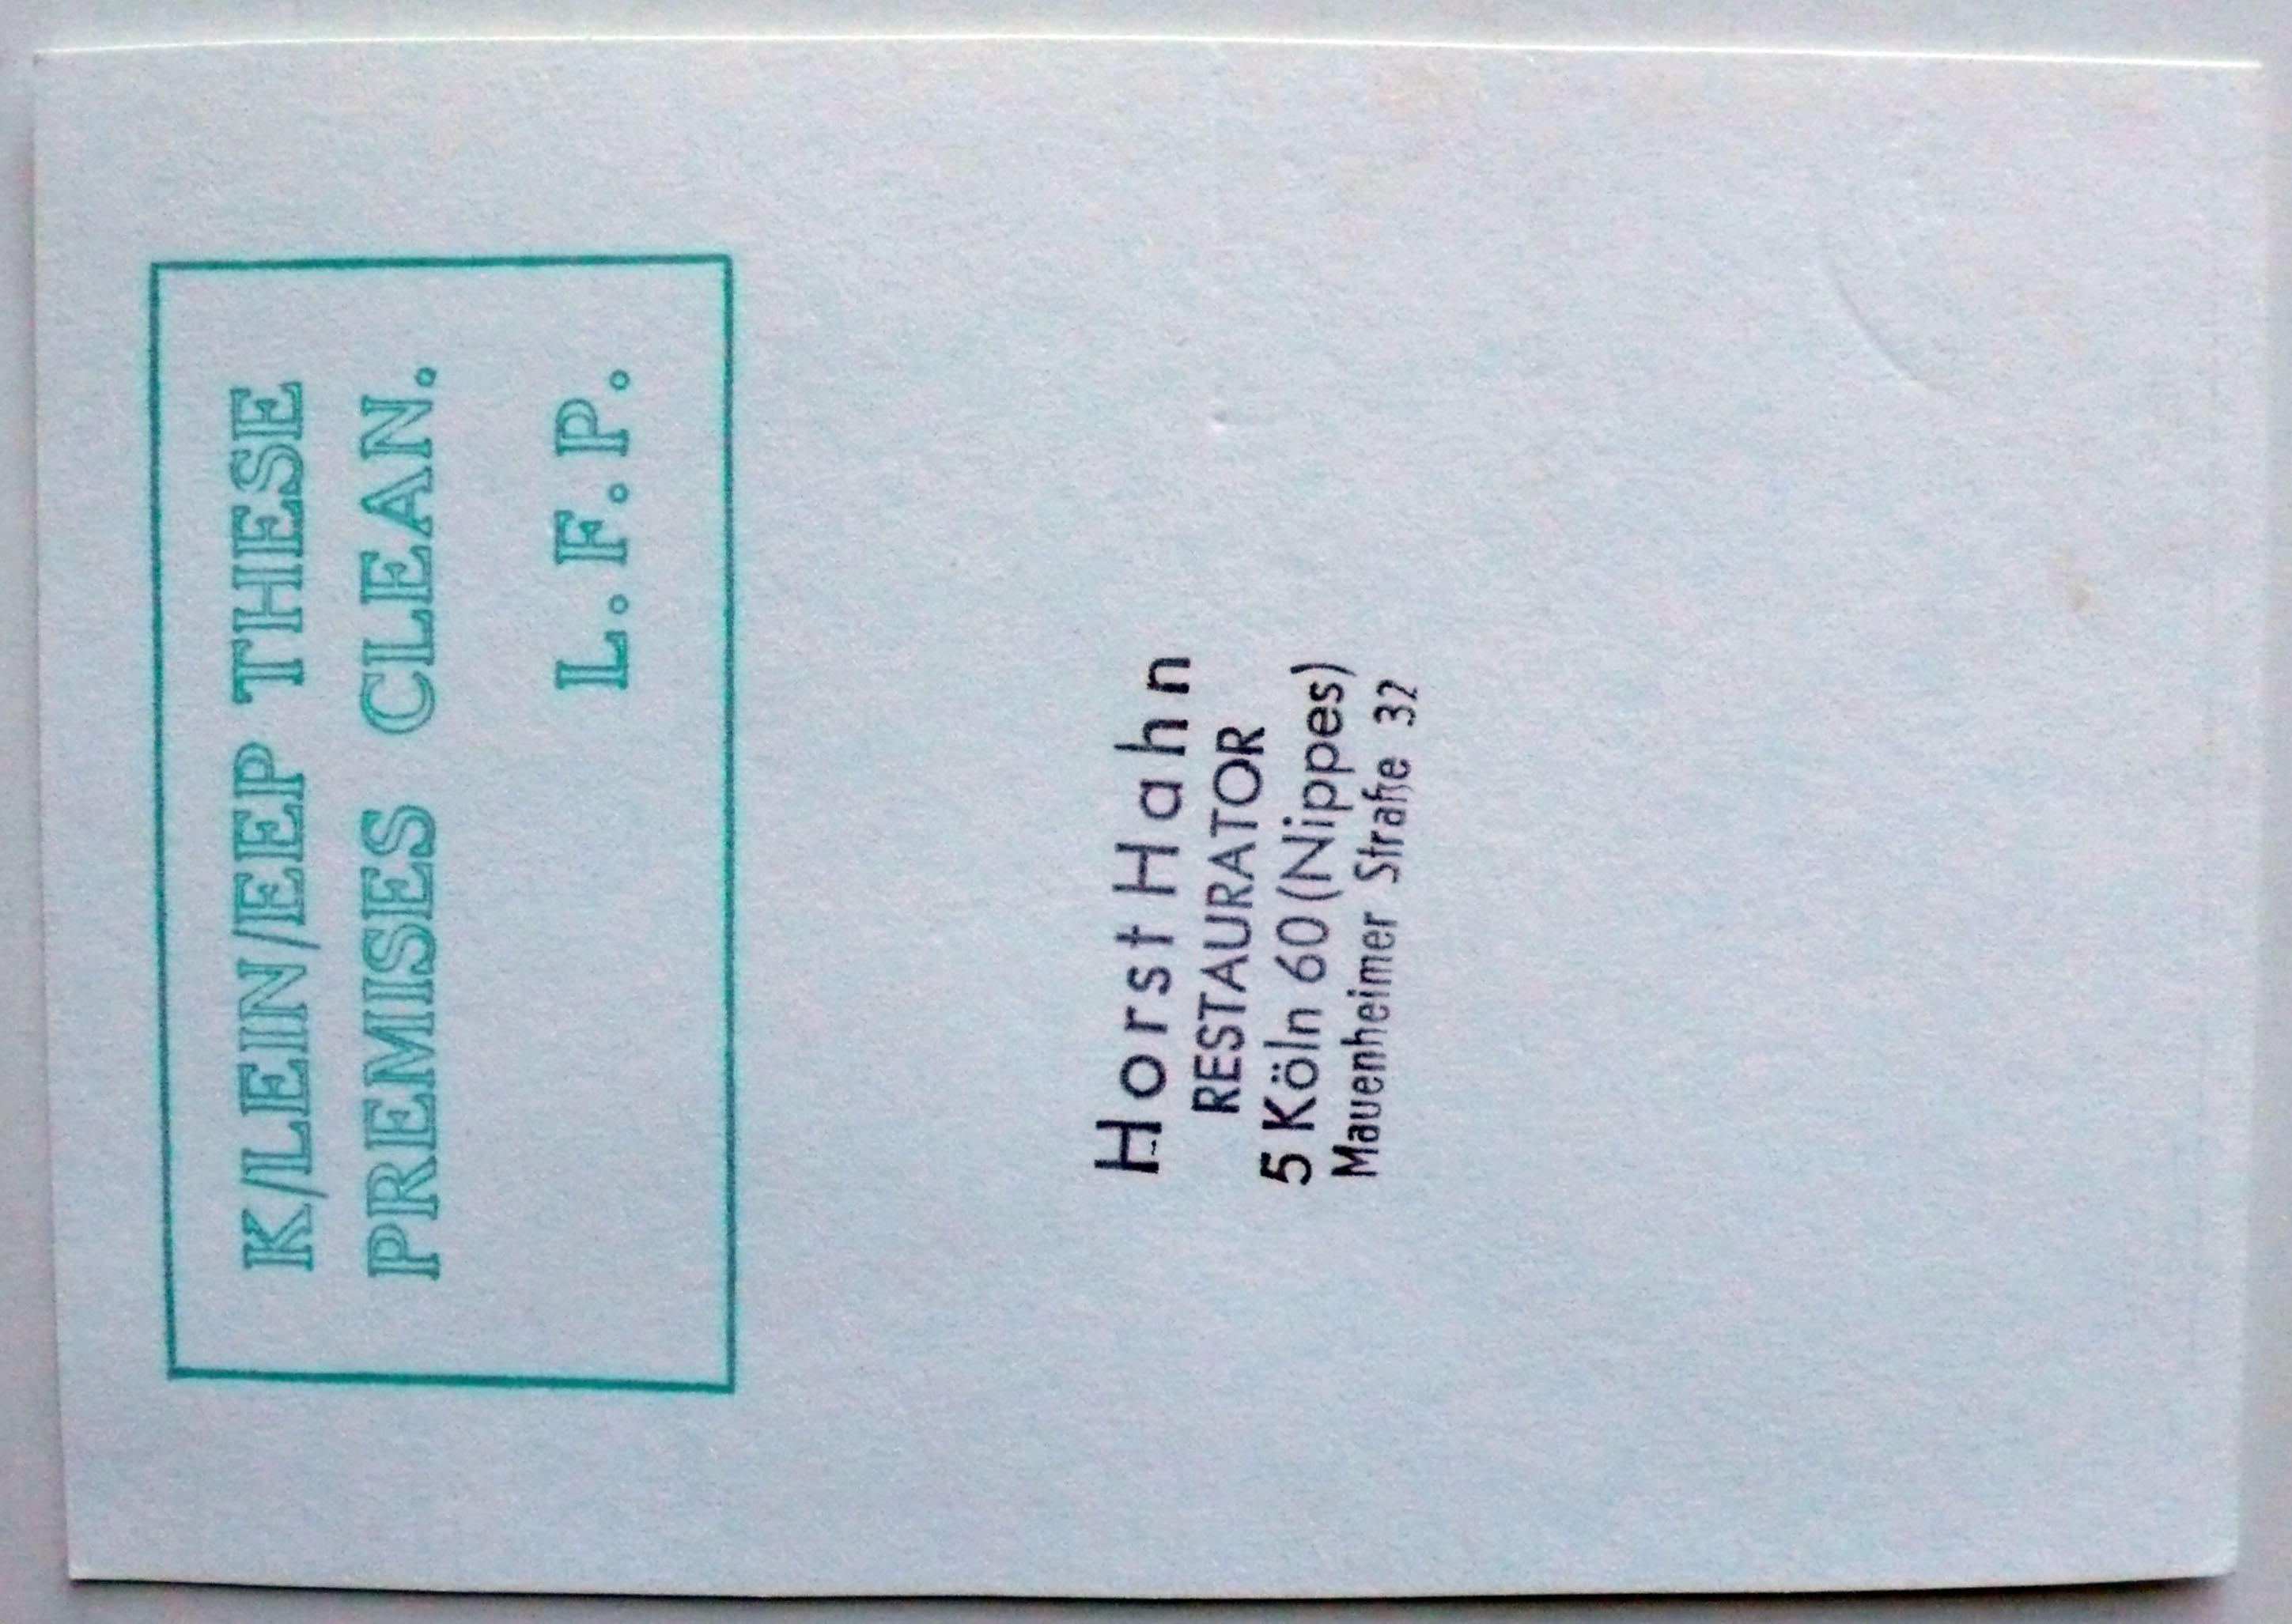 K/LEIN/EEP THESE
PREMISES CLEAN.
L.F.P.
Horst Hahn
RESTAURATOR
5 Köln 60 (Nippes)
Mauenheimer Straße 32